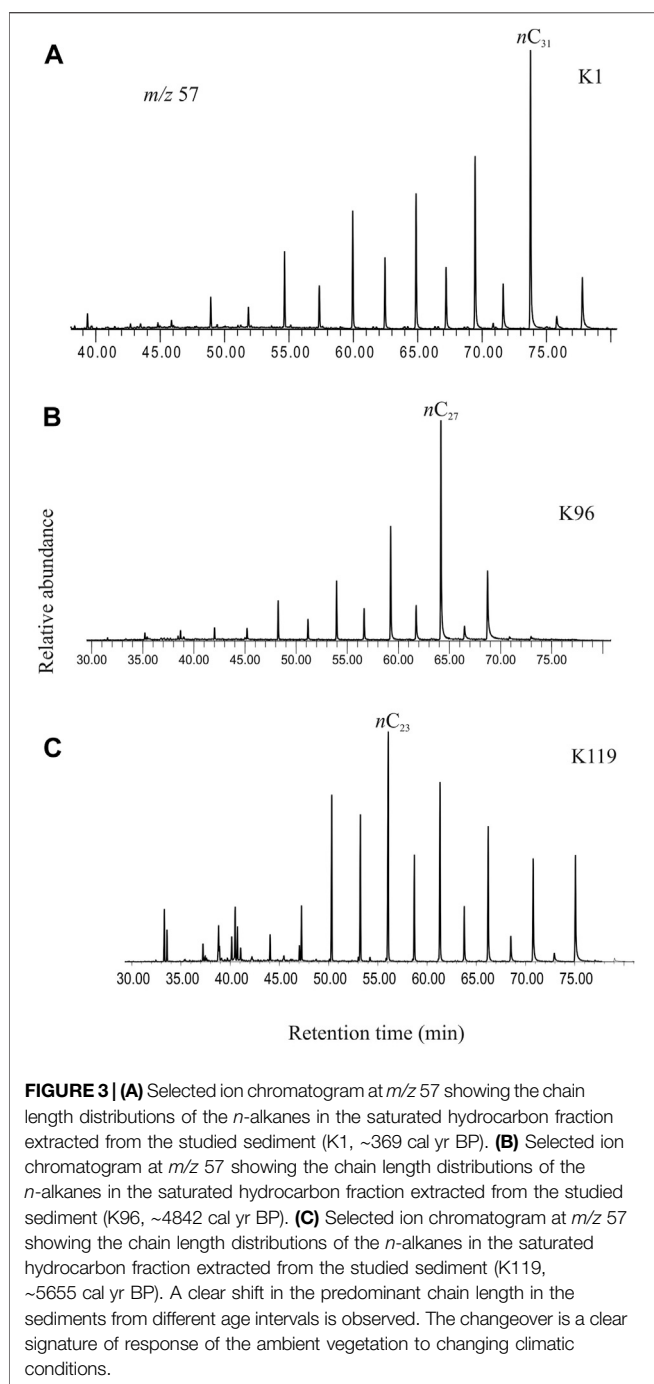 A
nC₃₁
K1
m/z 57
40.00 45.00 50.00 55.00 60.00 65.00 70.00 75.00
B
nC₂₇
K96
30.00 35.00 40.00 45.00 50.00 55.00 60.00 65.00 70.00 75.00
Relative abundance
C
nC₂₃
K119
30.00 35.00 40.00 45.00 50.00 55.00 60.00 65.00 70.00 75.00
Retention time (min)
FIGURE 3 | (A) Selected ion chromatogram at m/z 57 showing the chain
length distributions of the n-alkanes in the saturated hydrocarbon fraction
extracted from the studied sediment (K1, ~369 cal yr BP). (B) Selected ion
chromatogram at m/z 57 showing the chain length distributions of the
n-alkanes in the saturated hydrocarbon fraction extracted from the studied
sediment (K96, ~4842 cal yr BP). (C) Selected ion chromatogram at m/z 57
showing the chain length distributions of the n-alkanes in the saturated
hydrocarbon fraction extracted from the studied sediment (K119,
~5655 cal yr BP). A clear shift in the predominant chain length in the
sediments from different age intervals is observed. The changeover is a clear
signature of response of the ambient vegetation to changing climatic
conditions.